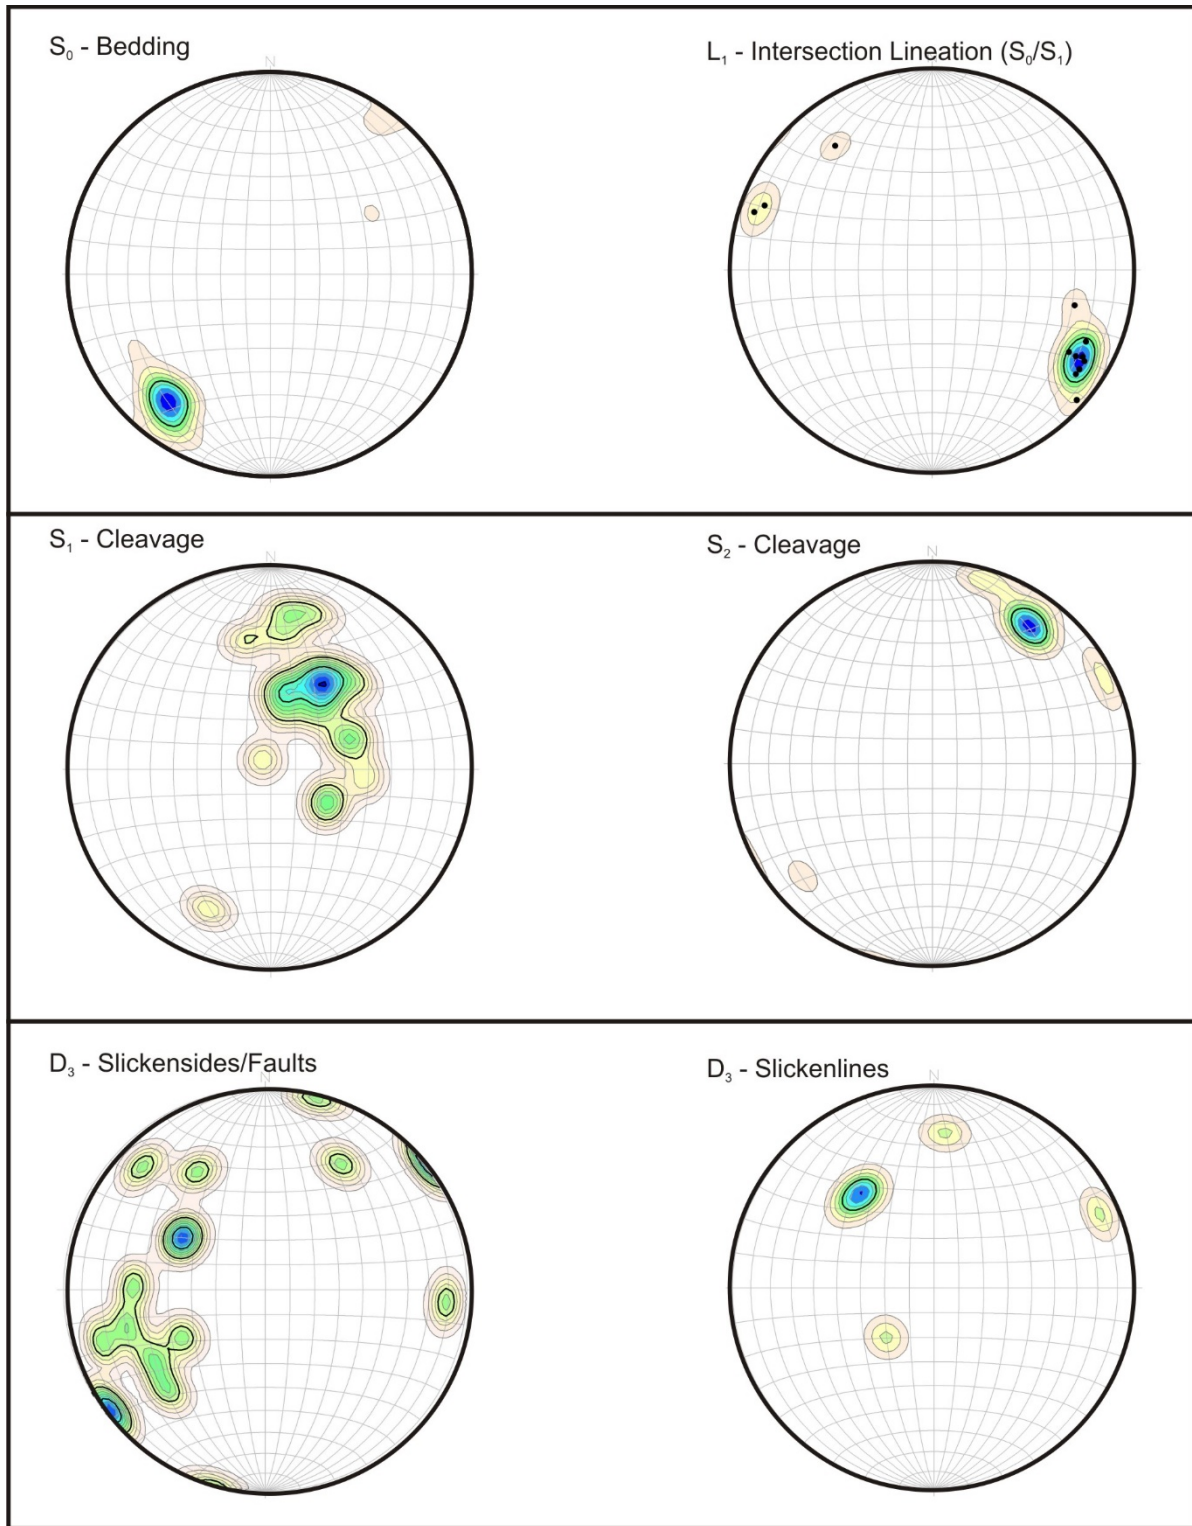 S₀ - Bedding
N
L₁ - Intersection Lineation (S₀/S₁)
N
S₁ - Cleavage
N
S₂ - Cleavage
N
D₃ - Slickensides/Faults
N
D₃ - Slickenlines
N